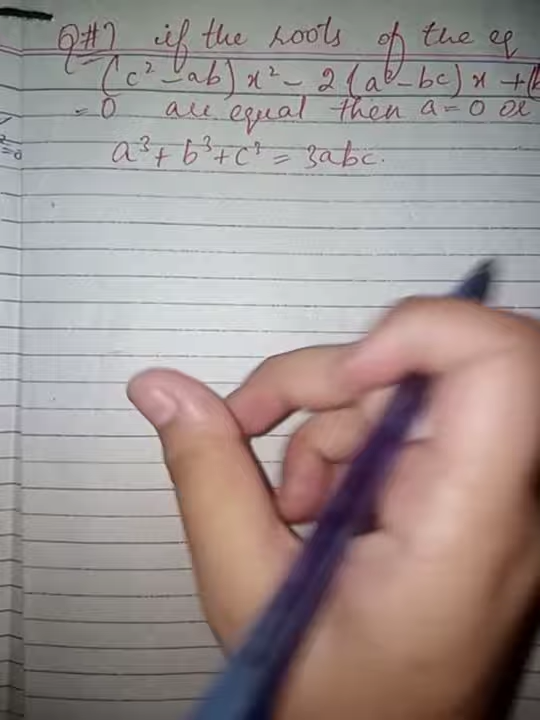 Q#7 if the roots of the eq
(c² - ab) x² - 2 (a² - bc) x + (b
= 0 are equal then a = 0 or
a³ + b³ + c³ = 3abc.